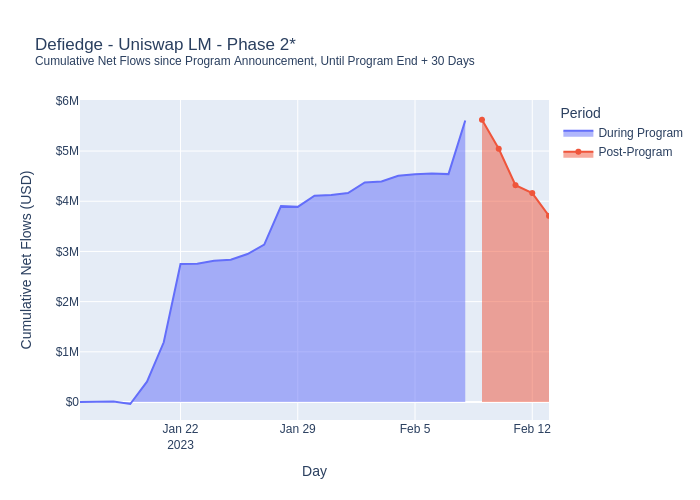 Defiedge - Uniswap LM - Phase 2*
Cumulative Net Flows since Program Announcement, Until Program End + 30 Days
Cumulative Net Flows (USD)
$6M
$5M
$4M
$3M
$2M
$1M
$0
Jan 22
2023
Jan 29
Feb 5
Feb 12
Day
Period
During Program
Post-Program